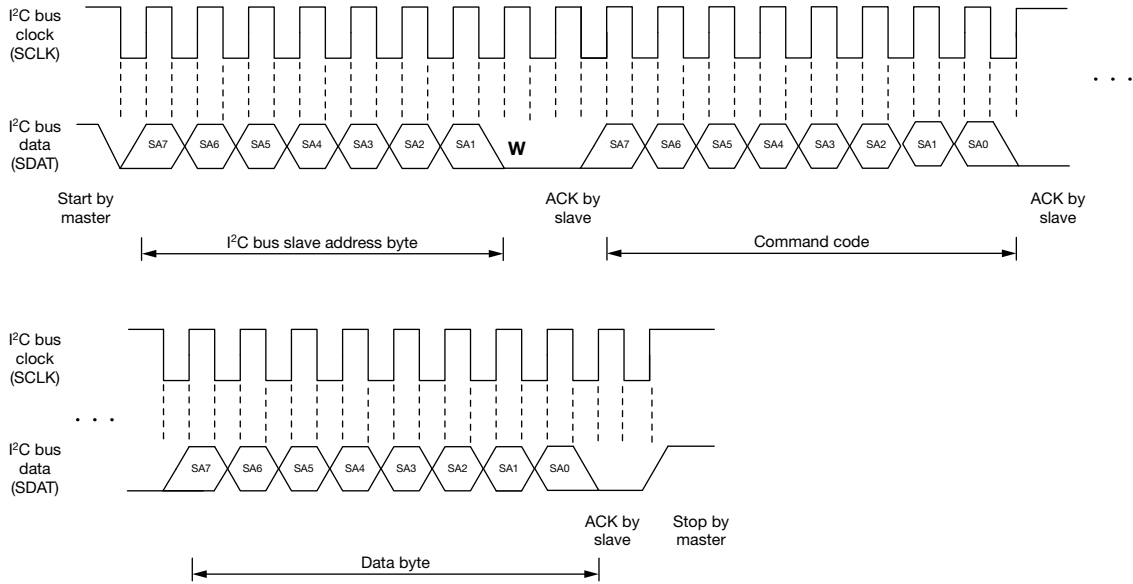 I²C bus
clock
(SCLK)
. . .
I²C bus
data
(SDAT)
SA7 SA6 SA5 SA4 SA3 SA2 SA1 W SA7 SA6 SA5 SA4 SA3 SA2 SA1 SA0
Start by
master
ACK by
slave
ACK by
slave
I²C bus slave address byte
Command code
I²C bus
clock
(SCLK)
. . .
I²C bus
data
(SDAT)
SA7 SA6 SA5 SA4 SA3 SA2 SA1 SA0
ACK by
slave
Stop by
master
Data byte